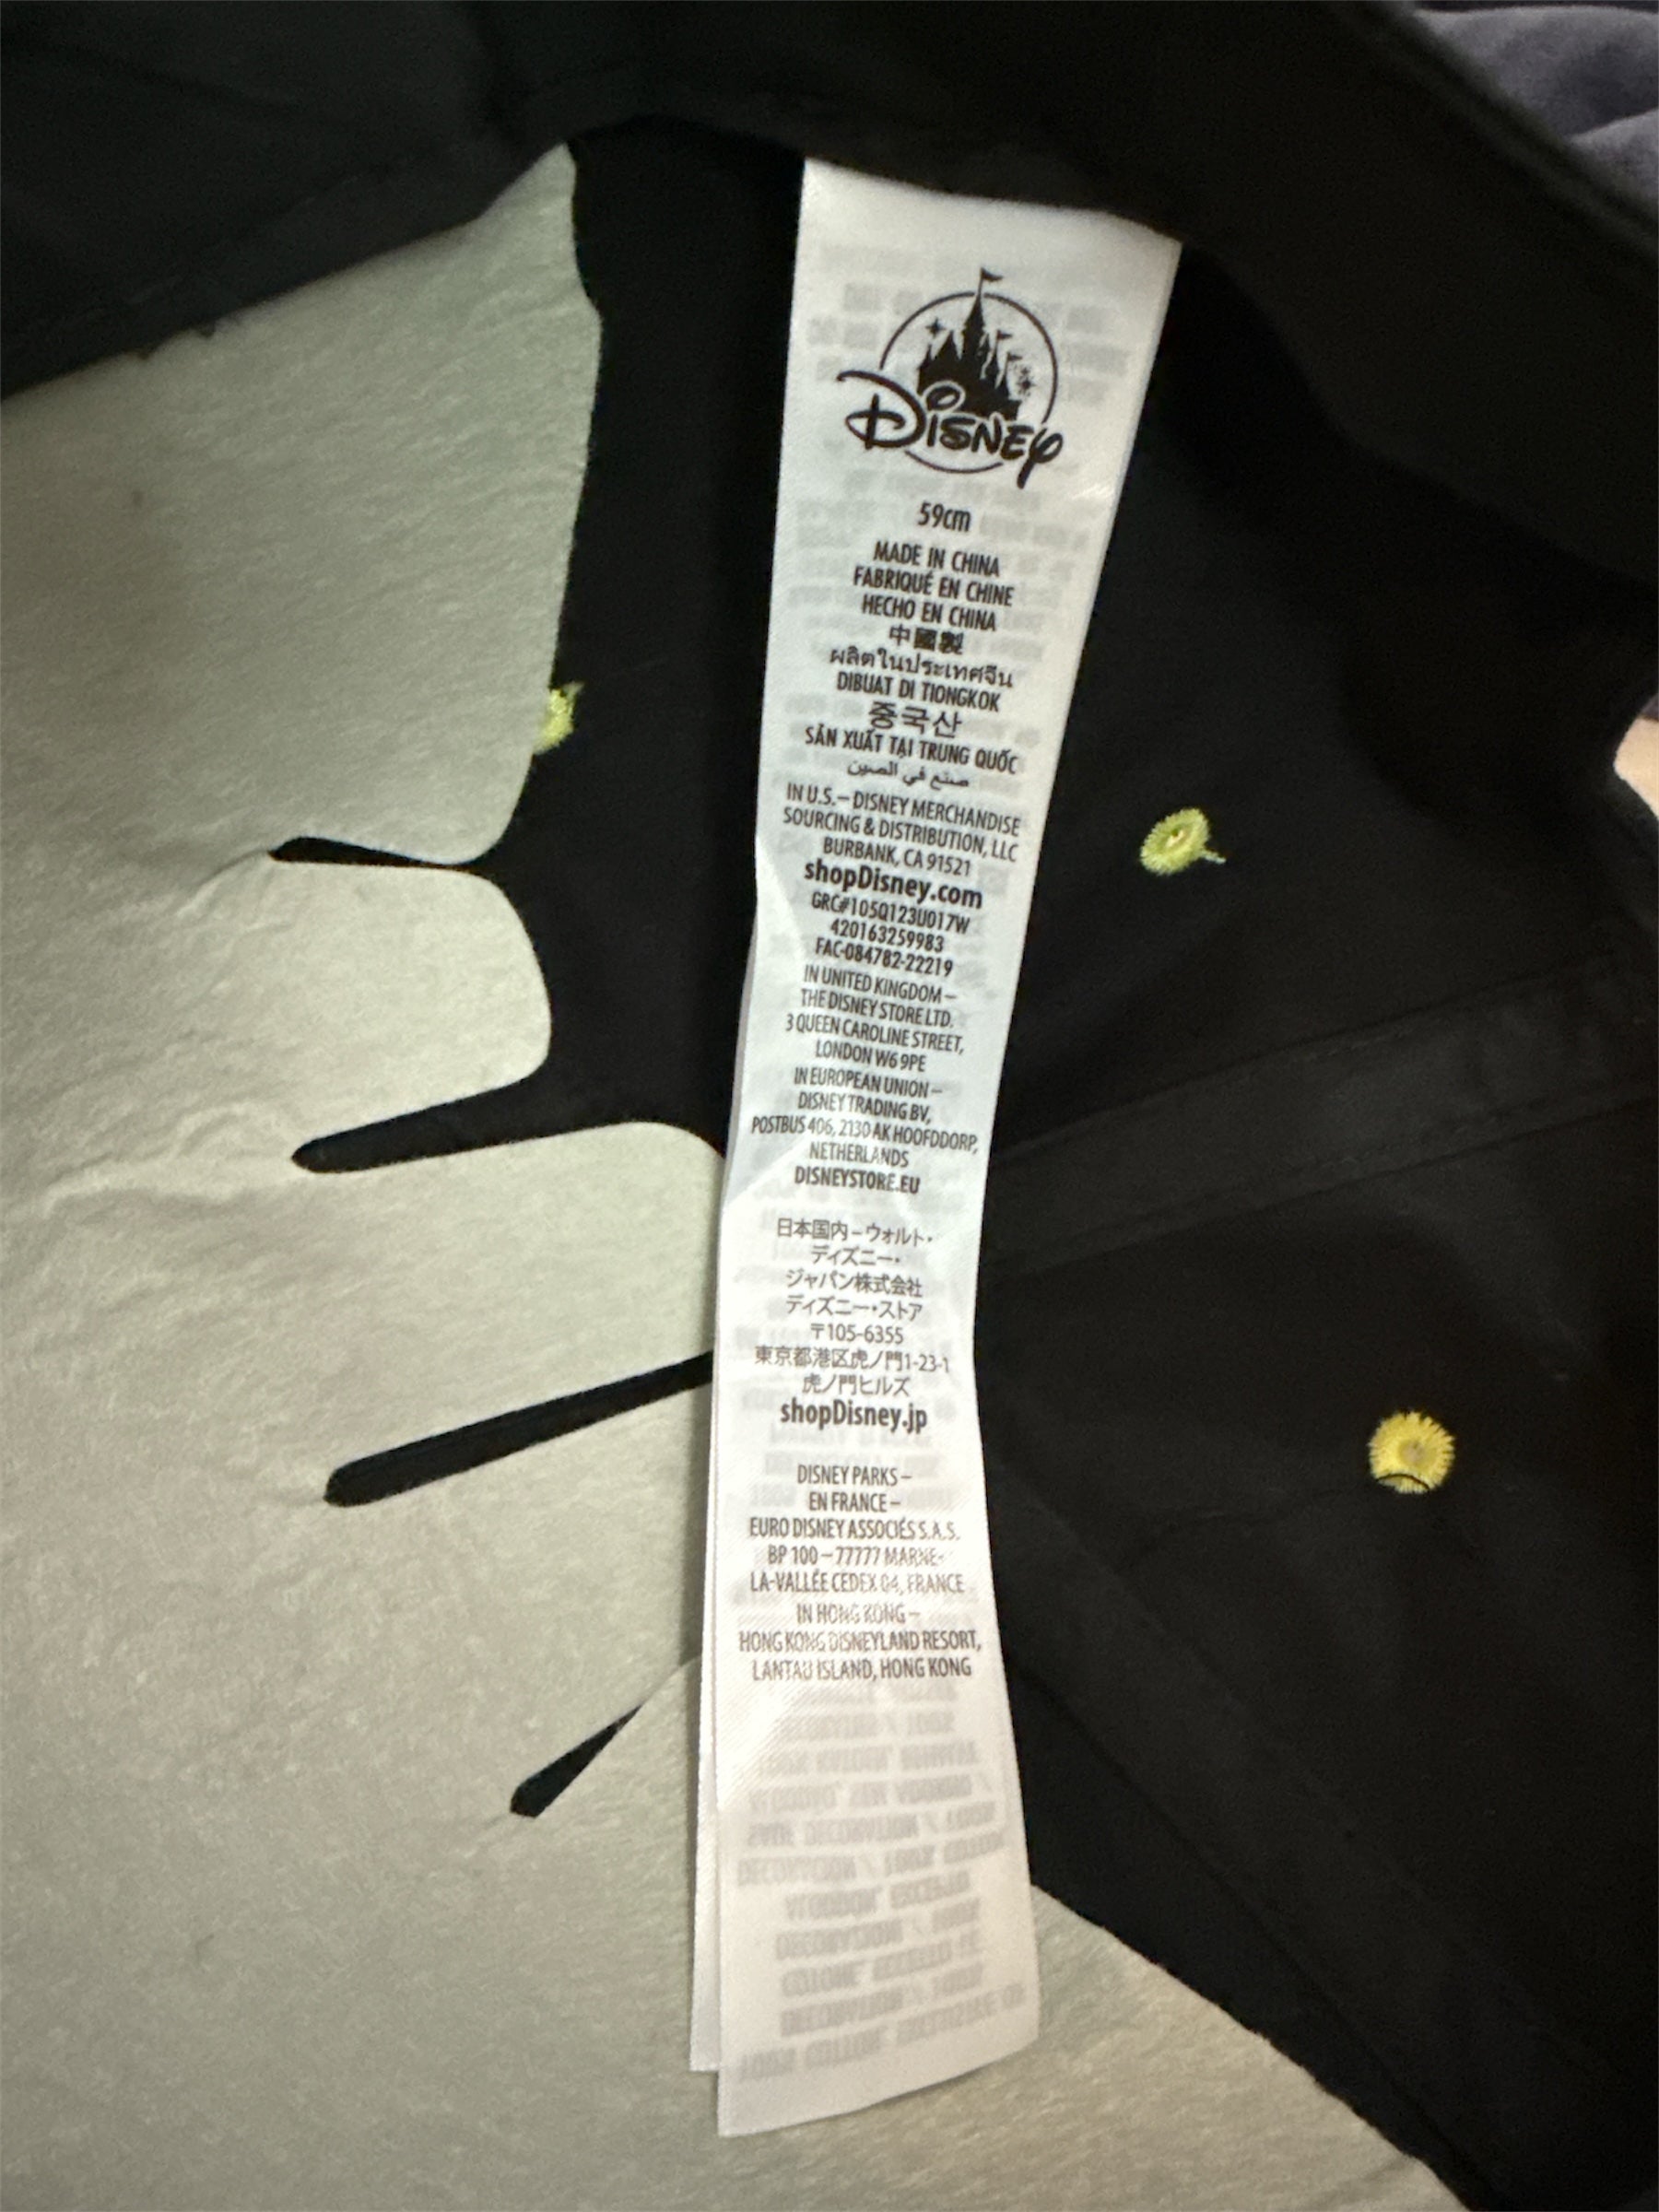 Disney
59cm
MADE IN CHINA
FABRIQUÉ EN CHINE
HECHO EN CHINA
中國製
ผลิตในประเทศจีน
DIBUAT DI TIONGKOK
중국산
SẢN XUẤT TẠI TRUNG QUỐC
صنع في الصين
IN U.S.– DISNEY MERCHANDISE
SOURCING & DISTRIBUTION, LLC
BURBANK, CA 91521
shopDisney.com
GRC#105Q123U017W
420163259983
FAC-084782-22219
IN UNITED KINGDOM –
THE DISNEY STORE LTD.
3 QUEEN CAROLINE STREET,
LONDON W6 9PE
IN EUROPEAN UNION –
DISNEY TRADING BV,
POSTBUS 406, 2130 AK HOOFDDORP,
NETHERLANDS
DISNEYSTORE.EU
日本国内 – ウォルト・
ディズニー・
ジャパン株式会社
ディズニー・ストア
〒105-6355
東京都港区虎ノ門1-23-1
虎ノ門ヒルズ
shopDisney.jp
DISNEY PARKS –
EN FRANCE –
EURO DISNEY ASSOCIÉS S.A.S.
BP 100 – 77777 MARNE-
LA-VALLÉE CEDEX 04, FRANCE
IN HONG KONG –
HONG KONG DISNEYLAND RESORT,
LANTAU ISLAND, HONG KONG